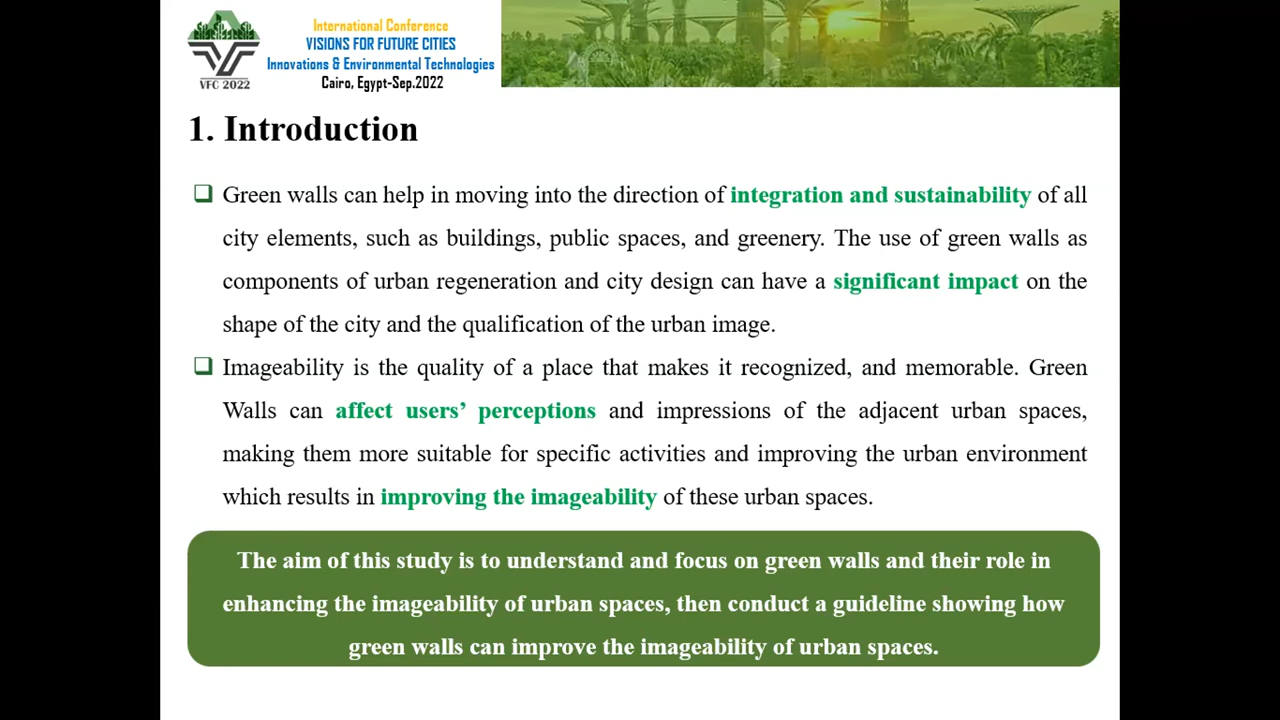 International Conference
VISIONS FOR FUTURE CITIES
Innovations & Environmental Technologies
Cairo, Egypt-Sep.2022
VFC 2022
1. Introduction
❑ Green walls can help in moving into the direction of integration and sustainability of all
city elements, such as buildings, public spaces, and greenery. The use of green walls as
components of urban regeneration and city design can have a significant impact on the
shape of the city and the qualification of the urban image.
❑ Imageability is the quality of a place that makes it recognized, and memorable. Green
Walls can affect users’ perceptions and impressions of the adjacent urban spaces,
making them more suitable for specific activities and improving the urban environment
which results in improving the imageability of these urban spaces.
The aim of this study is to understand and focus on green walls and their role in
enhancing the imageability of urban spaces, then conduct a guideline showing how
green walls can improve the imageability of urban spaces.